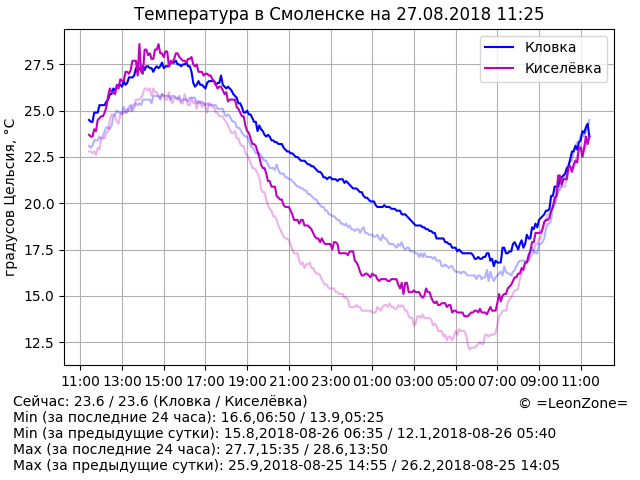 Температура в Смоленске на 27.08.2018 11:25
Кловка
Киселёвка
градусов Цельсия, °C
27.5
25.0
22.5
20.0
17.5
15.0
12.5
11:00 13:00 15:00 17:00 19:00 21:00 23:00 01:00 03:00 05:00 07:00 09:00 11:00
Сейчас: 23.6 / 23.6 (Кловка / Киселёвка)
© =LeonZone=
Min (за последние 24 часа): 16.6,06:50 / 13.9,05:25
Min (за предыдущие сутки): 15.8,2018-08-26 06:35 / 12.1,2018-08-26 05:40
Max (за последние 24 часа): 27.7,15:35 / 28.6,13:50
Max (за предыдущие сутки): 25.9,2018-08-25 14:55 / 26.2,2018-08-25 14:05